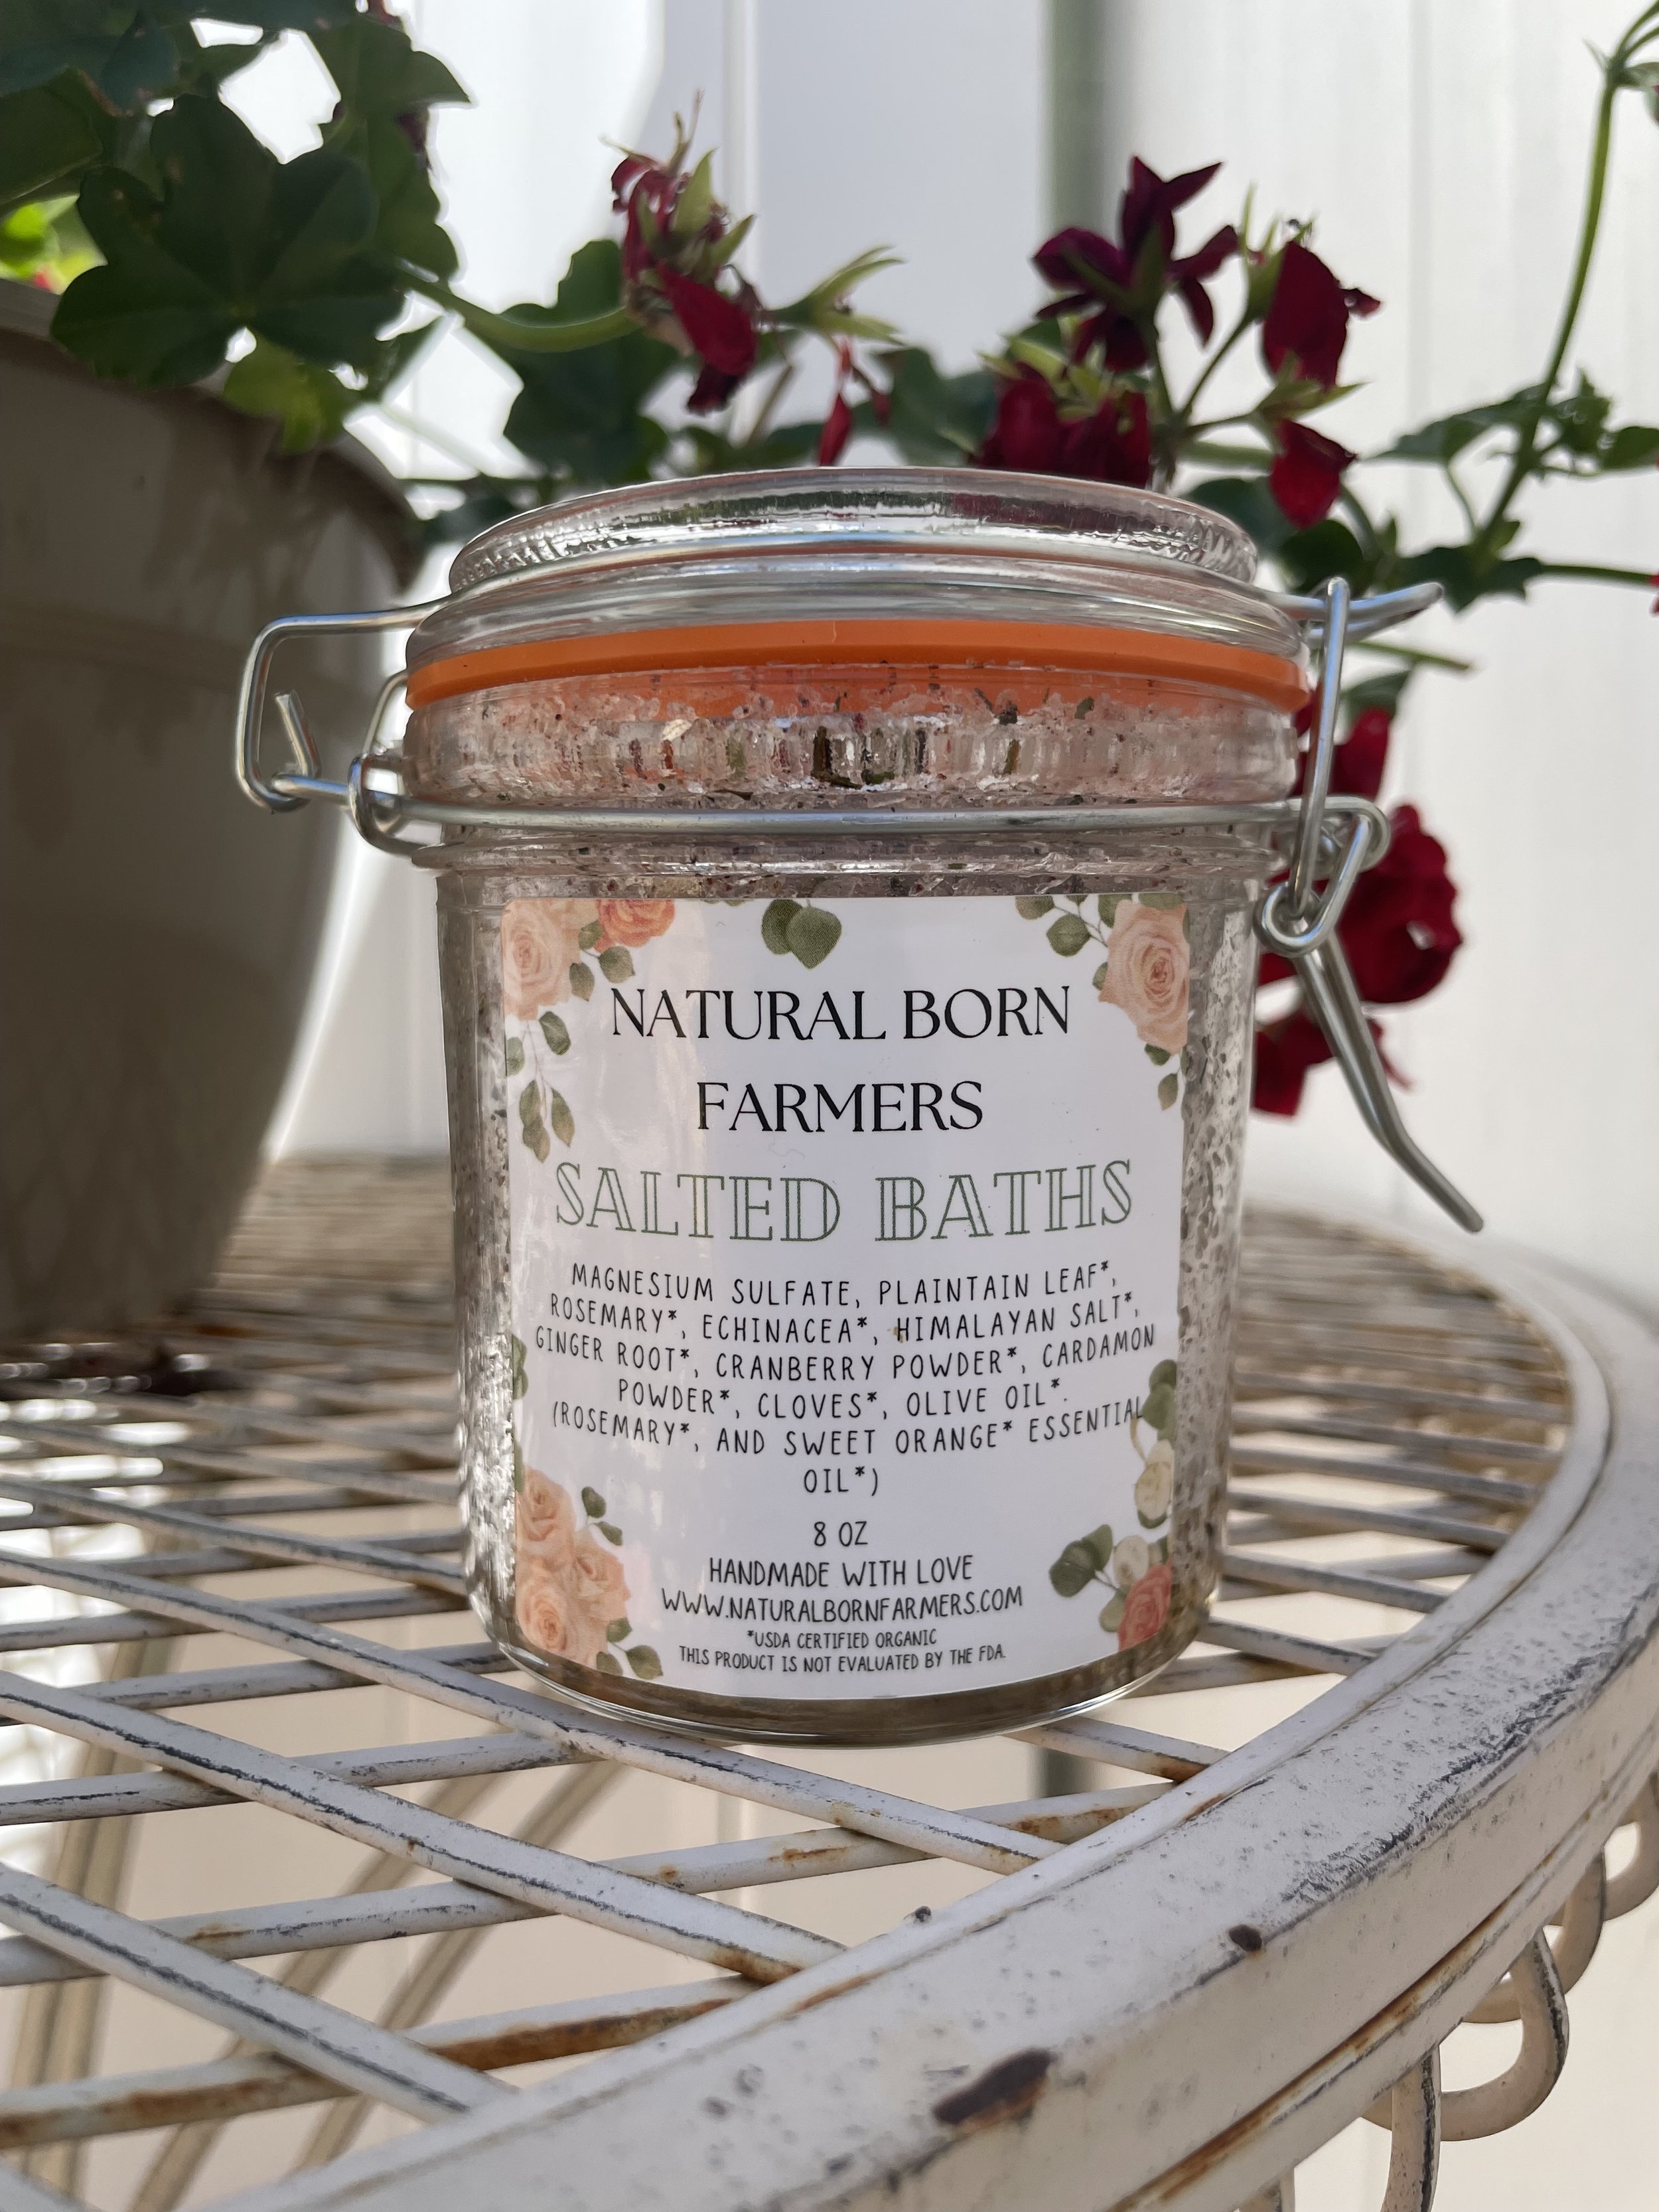 NATURAL BORN
FARMERS
SALTED BATHS
MAGNESIUM SULFATE, PLAINTAIN LEAF*,
ROSEMARY*, ECHINACEA*, HIMALAYAN SALT*,
GINGER ROOT*, CRANBERRY POWDER*, CARDAMON
POWDER*, CLOVES*, OLIVE OIL*.
(ROSEMARY*, AND SWEET ORANGE* ESSENTIAL
OIL*)
8 OZ
HANDMADE WITH LOVE
WWW.NATURALBORNFARMERS.COM
*USDA CERTIFIED ORGANIC
THIS PRODUCT IS NOT EVALUATED BY THE FDA.